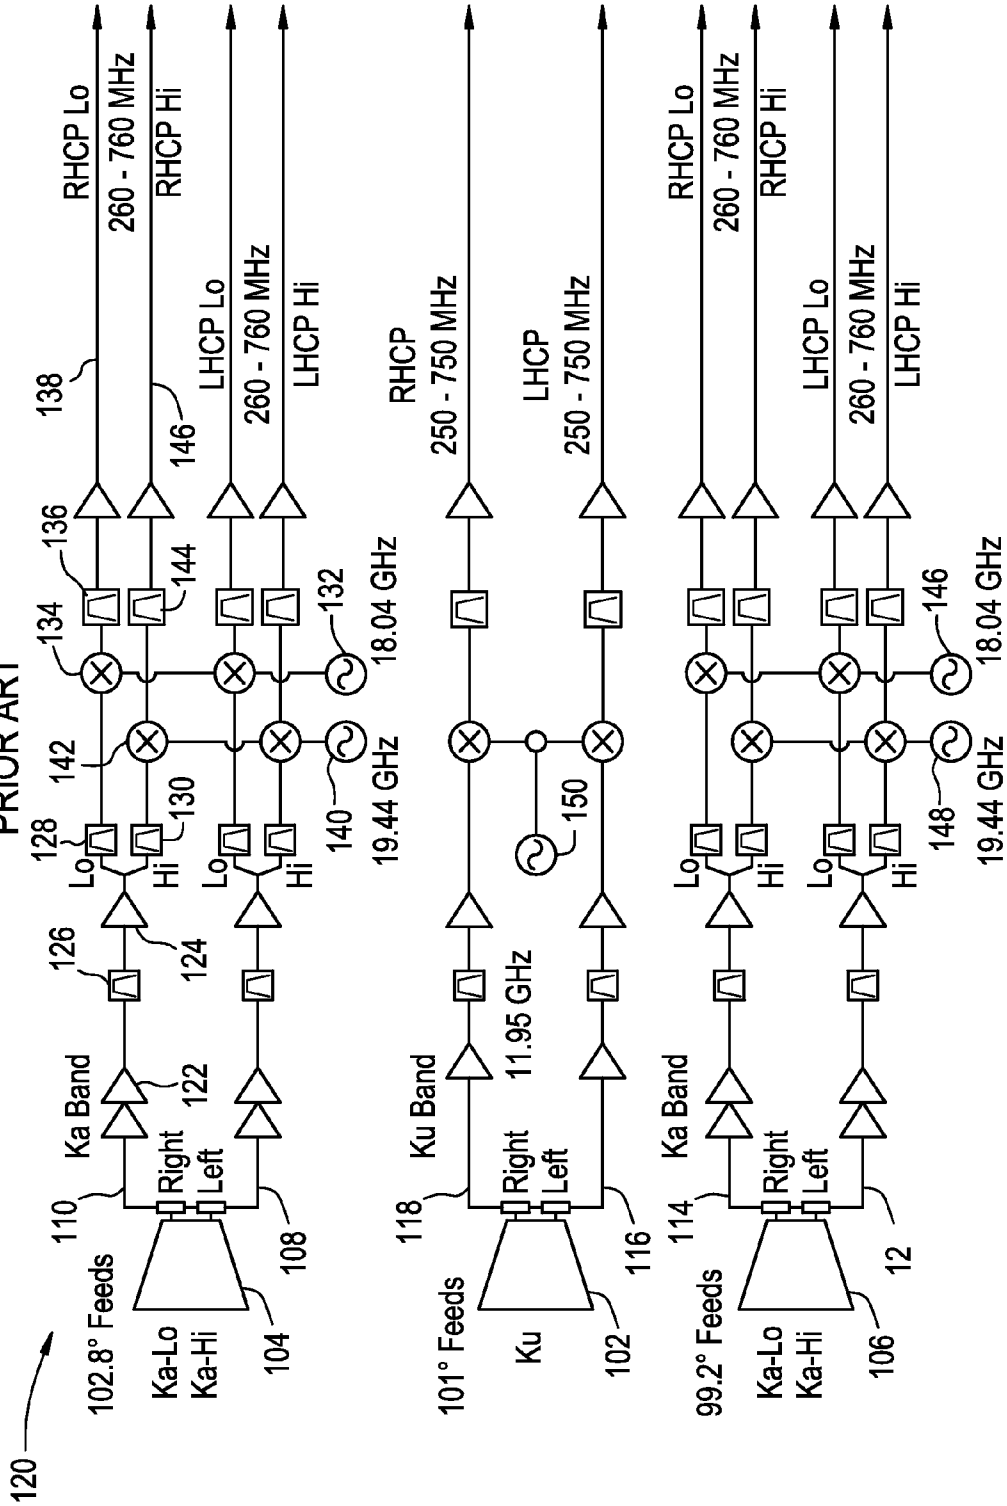 PRIOR ART
120
102.8° Feeds
Ka-Lo
Ka-Hi
104
110
Right
Left
108
Ka Band
122
126
124
Lo
Hi
Lo
Hi
128
130
142
134
136
144
140
19.44 GHz
132
18.04 GHz
138
146
RHCP Lo
260 - 760 MHz
RHCP Hi
LHCP Lo
260 - 760 MHz
LHCP Hi
101° Feeds
Ku
102
118
Right
Left
116
Ku Band
11.95 GHz
150
RHCP
250 - 750 MHz
LHCP
250 - 750 MHz
99.2° Feeds
Ka-Lo
Ka-Hi
106
114
Right
Left
12
Ka Band
Lo
Hi
Lo
Hi
148
19.44 GHz
146
18.04 GHz
RHCP Lo
260 - 760 MHz
RHCP Hi
LHCP Lo
260 - 760 MHz
LHCP Hi